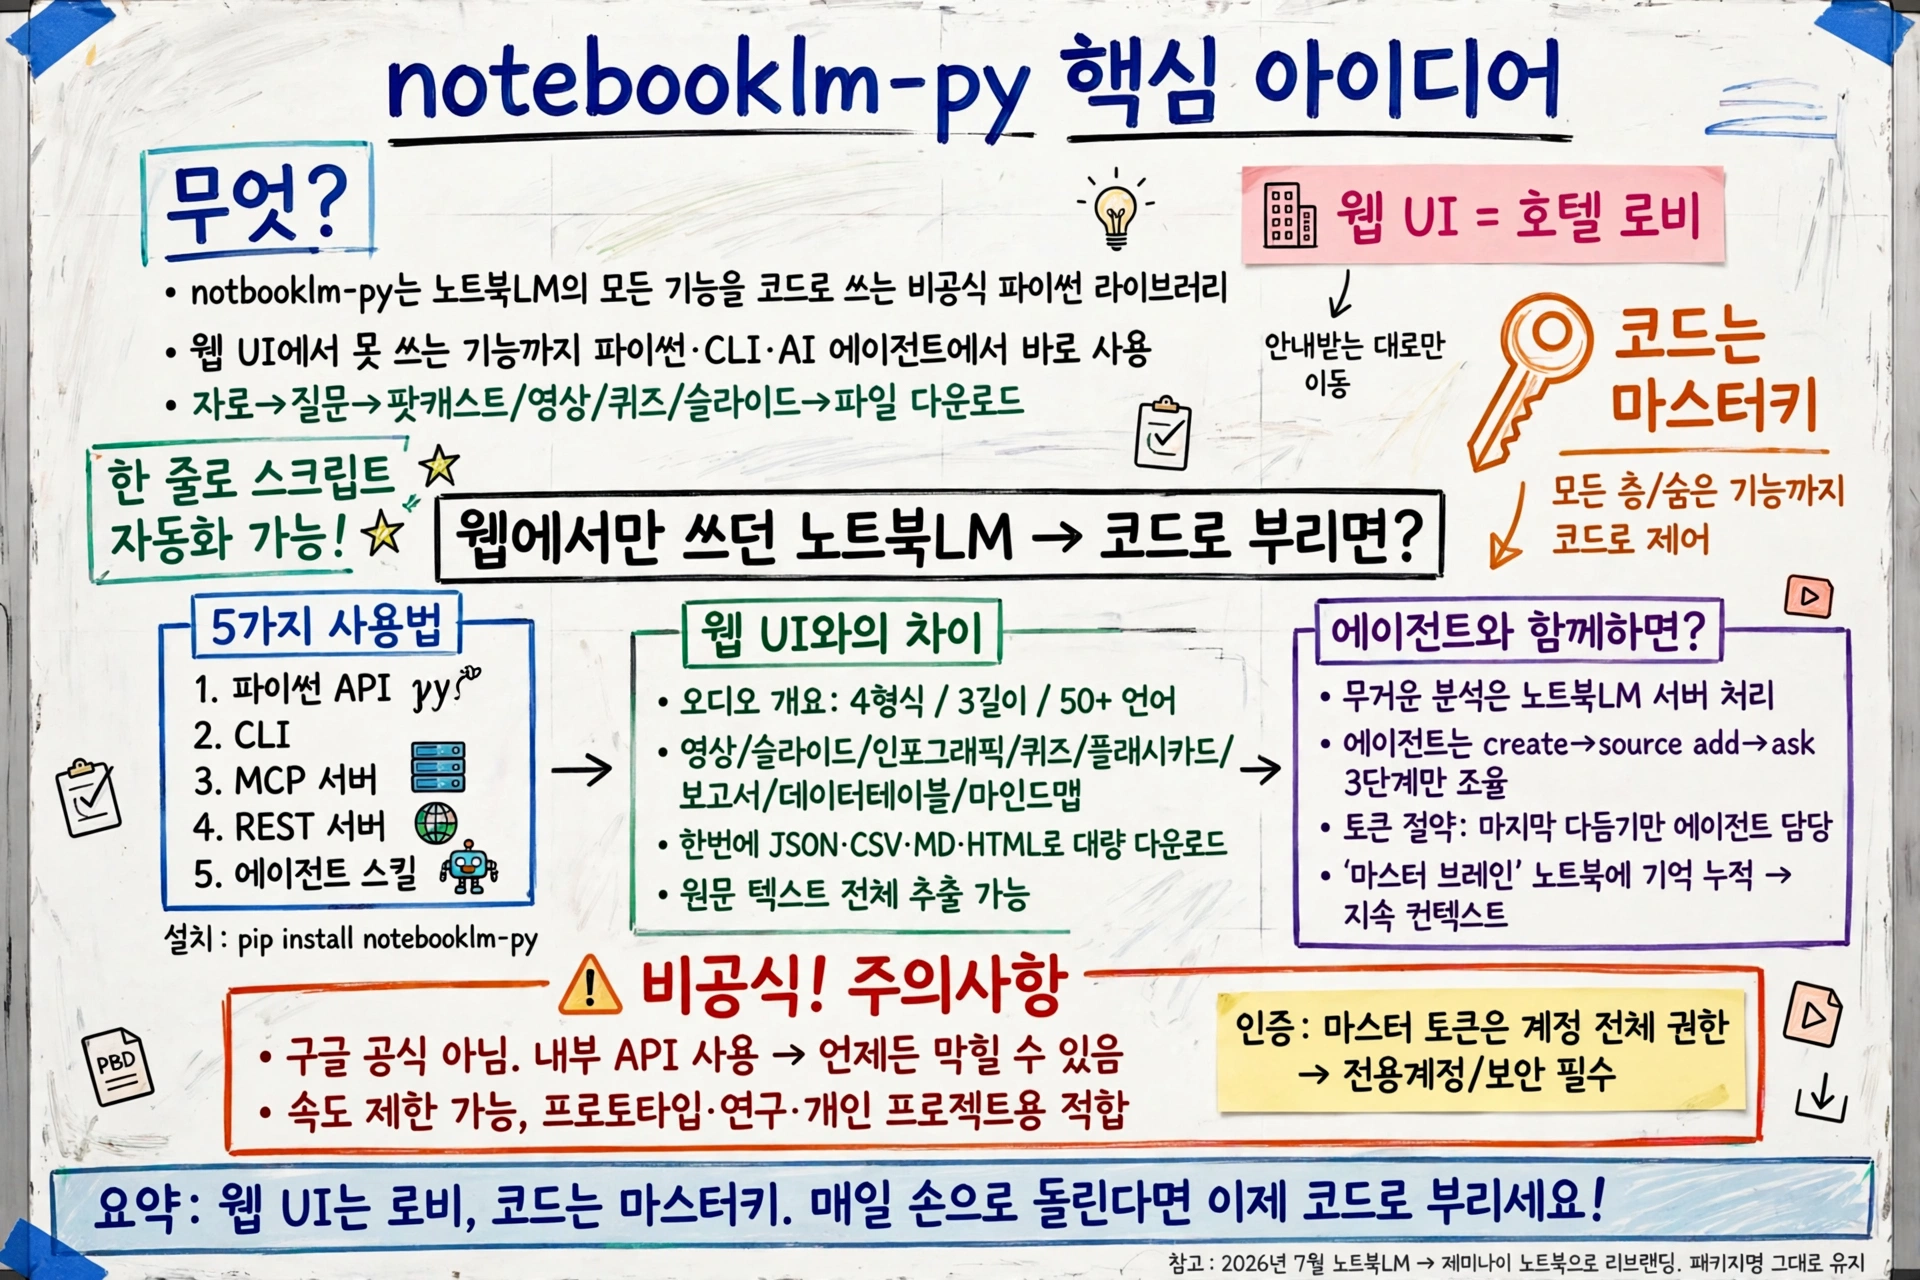 notebooklm-py 핵심 아이디어
무엇?
• notbooklm-py는 노트북LM의 모든 기능을 코드로 쓰는 비공식 파이썬 라이브러리
• 웹 UI에서 못 쓰는 기능까지 파이썬·CLI·AI 에이전트에서 바로 사용
• 자로→질문→팟캐스트/영상/퀴즈/슬라이드→파일 다운로드
웹 UI = 호텔 로비
안내받는 대로만
이동
코드는
마스터키
모든 층/숨은 기능까지
코드로 제어
한 줄로 스크립트
자동화 가능!
웹에서만 쓰던 노트북LM → 코드로 부리면?
5가지 사용법
1. 파이썬 API
2. CLI
3. MCP 서버
4. REST 서버
5. 에이전트 스킬
설치: pip install notebooklm-py
웹 UI와의 차이
• 오디오 개요: 4형식 / 3길이 / 50+ 언어
• 영상/슬라이드/인포그래픽/퀴즈/플래시카드/
보고서/데이터테이블/마인드맵
• 한번에 JSON·CSV·MD·HTML로 대량 다운로드
• 원문 텍스트 전체 추출 가능
에이전트와 함께하면?
• 무거운 분석은 노트북LM 서버 처리
• 에이전트는 create→source add→ask
3단계만 조율
• 토큰 절약: 마지막 다듬기만 에이전트 담당
• ‘마스터 브레인’ 노트북에 기억 누적 →
지속 컨텍스트
비공식! 주의사항
• 구글 공식 아님. 내부 API 사용 → 언제든 막힐 수 있음
• 속도 제한 가능, 프로토타입·연구·개인 프로젝트용 적합
인증: 마스터 토큰은 계정 전체 권한
→ 전용계정/보안 필수
PBD
요약: 웹 UI는 로비, 코드는 마스터키. 매일 손으로 돌린다면 이제 코드로 부리세요!
참고: 2026년 7월 노트북LM → 제미나이 노트북으로 리브랜딩. 패키지명 그대로 유지